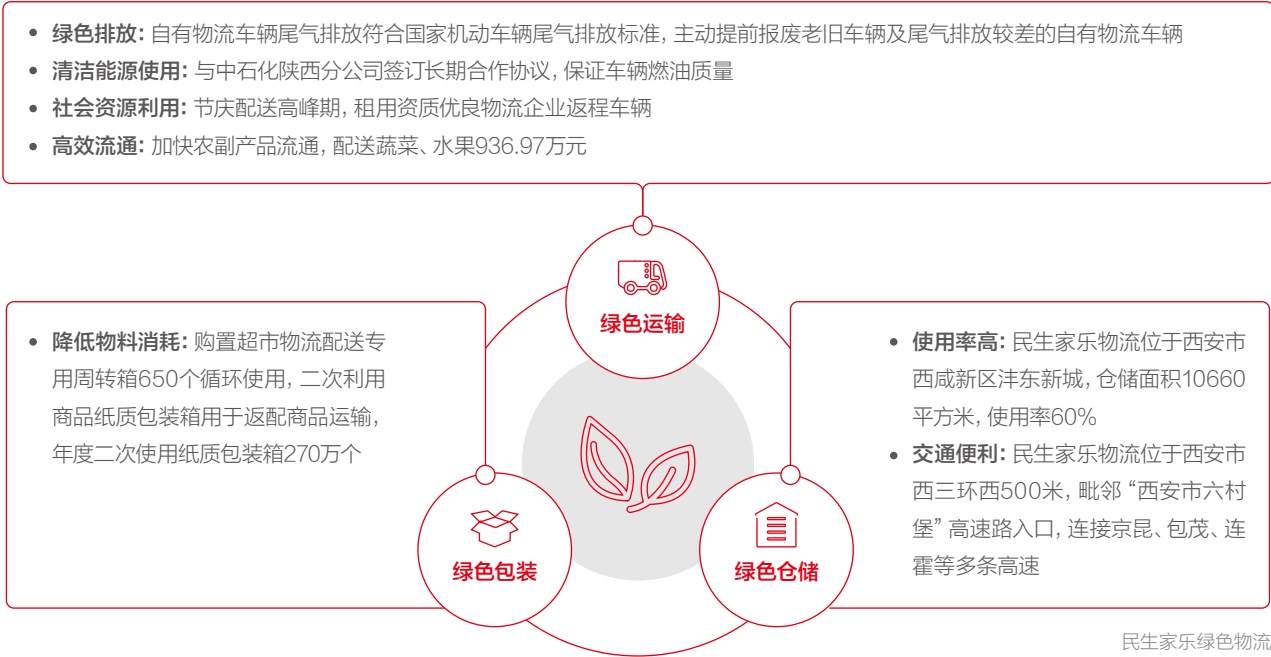 • 绿色排放：自有物流车辆尾气排放符合国家机动车辆尾气排放标准，主动提前报废老旧车辆及尾气排放较差的自有物流车辆
• 清洁能源使用：与中石化陕西分公司签订长期合作协议，保证车辆燃油质量
• 社会资源利用：节庆配送高峰期，租用资质优良物流企业返程车辆
• 高效流通：加快农副产品流通，配送蔬菜、水果936.97万元
绿色运输
• 降低物料消耗：购置超市物流配送专
用周转箱650个循环使用，二次利用
商品纸质包装箱用于返配商品运输，
年度二次使用纸质包装箱270万个
绿色包装
• 使用率高：民生家乐物流位于西安市
西咸新区沣东新城，仓储面积10660
平方米，使用率60%
• 交通便利：民生家乐物流位于西安市
西三环西500米，毗邻“西安市六村
堡”高速路入口，连接京昆、包茂、连
霍等多条高速
绿色仓储
民生家乐绿色物流